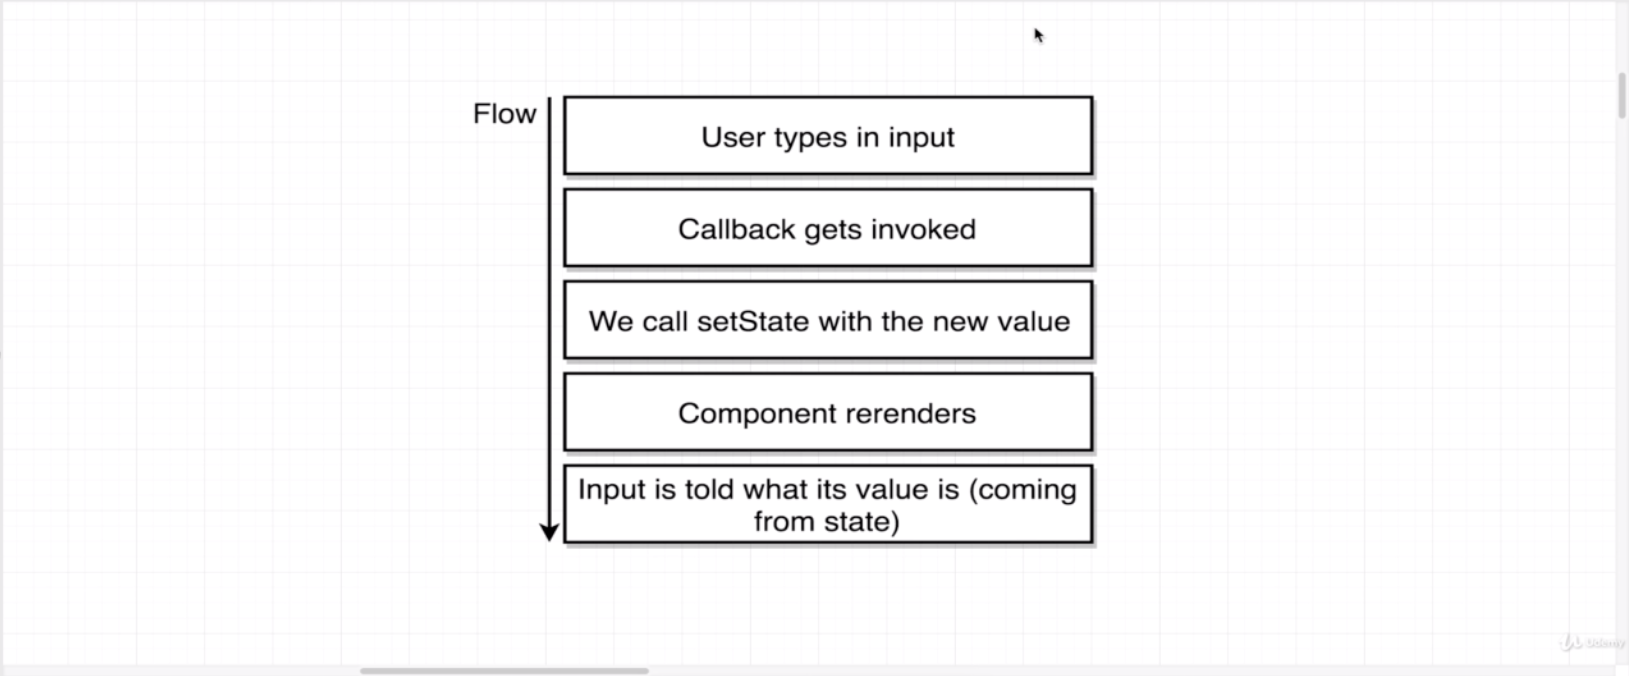 Flow
User types in input
Callback gets invoked
We call setState with the new value
Component rerenders
Input is told what its value is (coming
from state)
Udemy